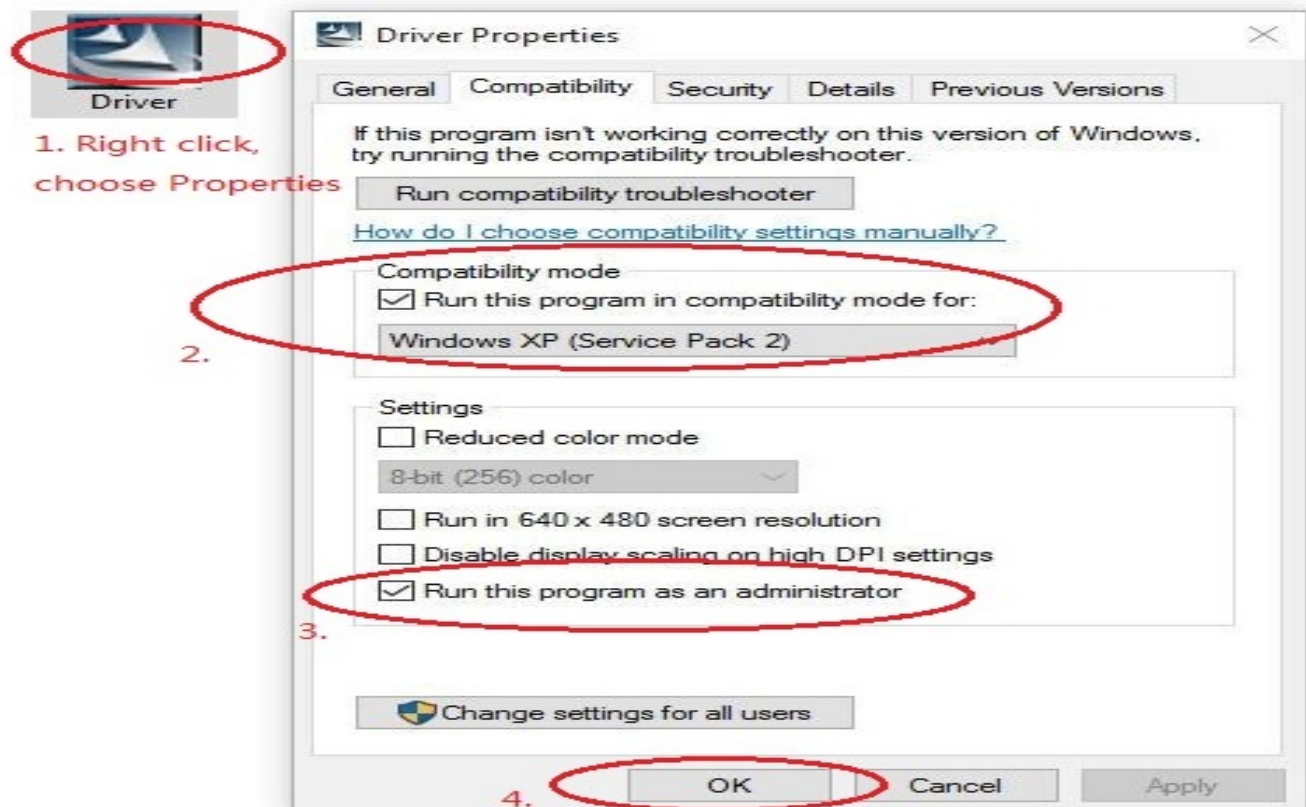 Driver
1. Right click,
choose Properties
Driver Properties
General Compatibility Security Details Previous Versions
If this program isn't working correctly on this version of Windows,
try running the compatibility troubleshooter.
Run compatibility troubleshooter
How do I choose compatibility settings manually?
Compatibility mode
Run this program in compatibility mode for:
Windows XP (Service Pack 2)
2.
Settings
Reduced color mode
8-bit (256) color
Run in 640 x 480 screen resolution
Disable display scaling on high DPI settings
Run this program as an administrator
3.
Change settings for all users
4.
OK Cancel Apply